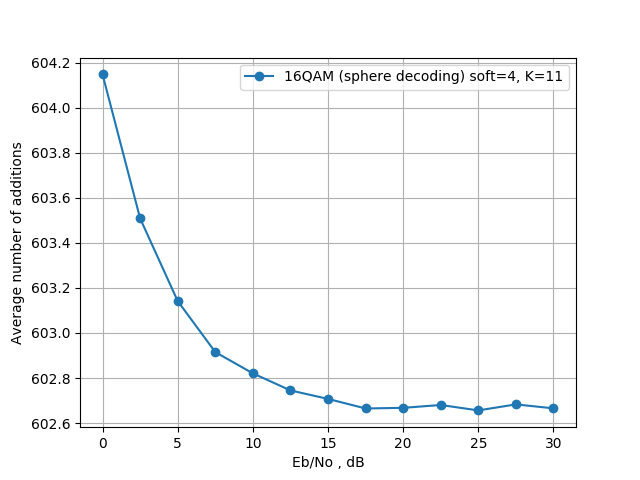 16QAM (sphere decoding) soft=4, K=11
Average number of additions
604.2
604.0
603.8
603.6
603.4
603.2
603.0
602.8
602.6
0 5 10 15 20 25 30
Eb/No , dB